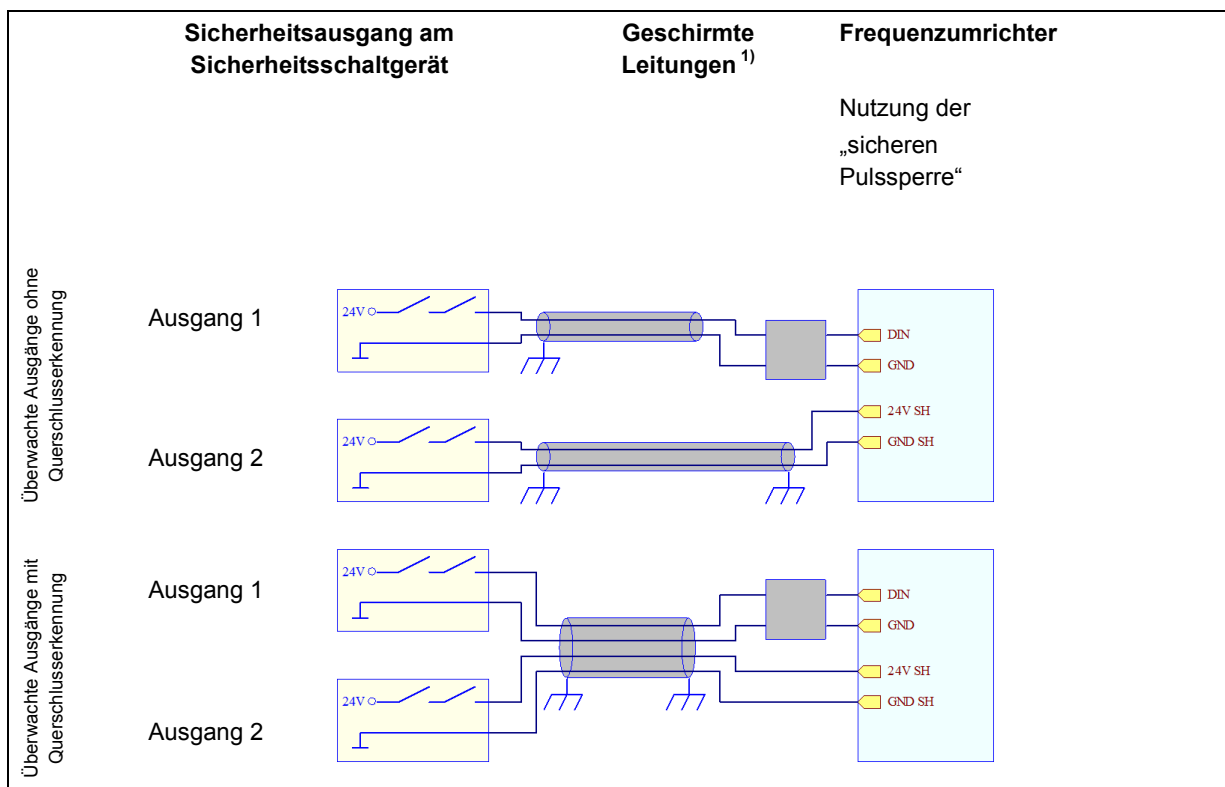 Sicherheitsausgang am
Sicherheitsschaltgerät
Geschirmte
Leitungen 1)
Frequenzumrichter
Nutzung der
„sicheren
Pulssperre“
Überwachte Ausgänge ohne
Querschlusserkennung
Ausgang 1
24V
DIN
GND
Ausgang 2
24V
24V SH
GND SH
Überwachte Ausgänge mit
Querschlusserkennung
Ausgang 1
24V
DIN
GND
Ausgang 2
24V
24V SH
GND SH